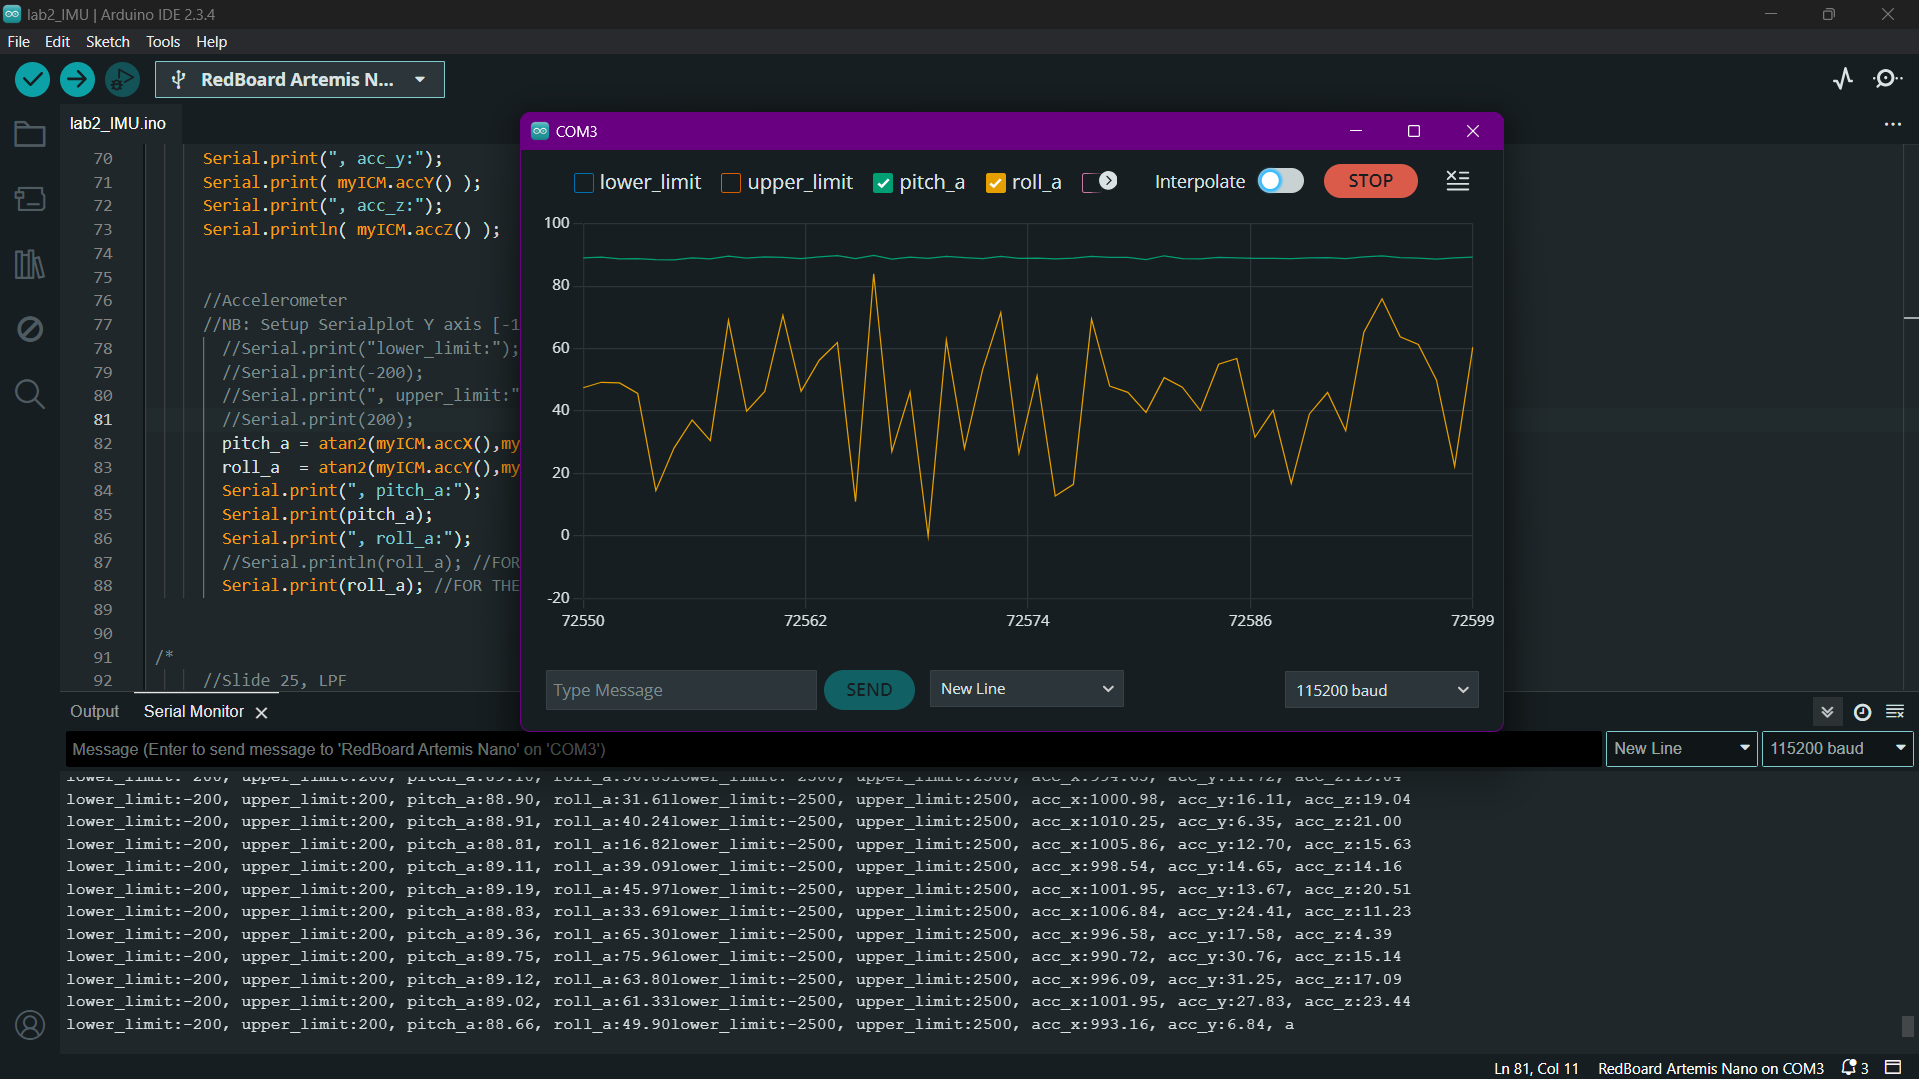 lab2_IMU | Arduino IDE 2.3.4
File Edit Sketch Tools Help
RedBoard Artemis N...
lab2_IMU.ino
70 Serial.print(", acc_y:");
71 Serial.print( myICM.accY() );
72 Serial.print(", acc_z:");
73 Serial.println( myICM.accZ() );
74
75
76 //Accelerometer
77 //NB: Setup Serialplot Y axis [-1
78 //Serial.print("lower_limit:");
79 //Serial.print(-200);
80 //Serial.print(", upper_limit:"
81 //Serial.print(200);
82 pitch_a = atan2(myICM.accX(),my
83 roll_a = atan2(myICM.accY(),my
84 Serial.print(", pitch_a:");
85 Serial.print(pitch_a);
86 Serial.print(", roll_a:");
87 //Serial.println(roll_a); //FOR
88 Serial.print(roll_a); //FOR THE
89
90
91 /*
92 //Slide 25, LPF
COM3
lower_limit upper_limit pitch_a roll_a Interpolate STOP
100
80
60
40
20
0
-20
72550 72562 72574 72586 72599
Type Message SEND New Line 115200 baud
Output Serial Monitor
Message (Enter to send message to 'RedBoard Artemis Nano' on 'COM3') New Line 115200 baud
lower_limit:-200, upper_limit:200, pitch_a:88.90, roll_a:31.61lower_limit:-2500, upper_limit:2500, acc_x:1000.98, acc_y:16.11, acc_z:19.04
lower_limit:-200, upper_limit:200, pitch_a:88.91, roll_a:40.24lower_limit:-2500, upper_limit:2500, acc_x:1010.25, acc_y:6.35, acc_z:21.00
lower_limit:-200, upper_limit:200, pitch_a:88.81, roll_a:16.82lower_limit:-2500, upper_limit:2500, acc_x:1005.86, acc_y:12.70, acc_z:15.63
lower_limit:-200, upper_limit:200, pitch_a:89.11, roll_a:39.09lower_limit:-2500, upper_limit:2500, acc_x:998.54, acc_y:14.65, acc_z:14.16
lower_limit:-200, upper_limit:200, pitch_a:89.19, roll_a:45.97lower_limit:-2500, upper_limit:2500, acc_x:1001.95, acc_y:13.67, acc_z:20.51
lower_limit:-200, upper_limit:200, pitch_a:88.83, roll_a:33.69lower_limit:-2500, upper_limit:2500, acc_x:1006.84, acc_y:24.41, acc_z:11.23
lower_limit:-200, upper_limit:200, pitch_a:89.36, roll_a:65.30lower_limit:-2500, upper_limit:2500, acc_x:996.58, acc_y:17.58, acc_z:4.39
lower_limit:-200, upper_limit:200, pitch_a:89.75, roll_a:75.96lower_limit:-2500, upper_limit:2500, acc_x:990.72, acc_y:30.76, acc_z:15.14
lower_limit:-200, upper_limit:200, pitch_a:89.12, roll_a:63.80lower_limit:-2500, upper_limit:2500, acc_x:996.09, acc_y:31.25, acc_z:17.09
lower_limit:-200, upper_limit:200, pitch_a:89.02, roll_a:61.33lower_limit:-2500, upper_limit:2500, acc_x:1001.95, acc_y:27.83, acc_z:23.44
lower_limit:-200, upper_limit:200, pitch_a:88.66, roll_a:49.90lower_limit:-2500, upper_limit:2500, acc_x:993.16, acc_y:6.84, a
Ln 81, Col 11 RedBoard Artemis Nano on COM3 3